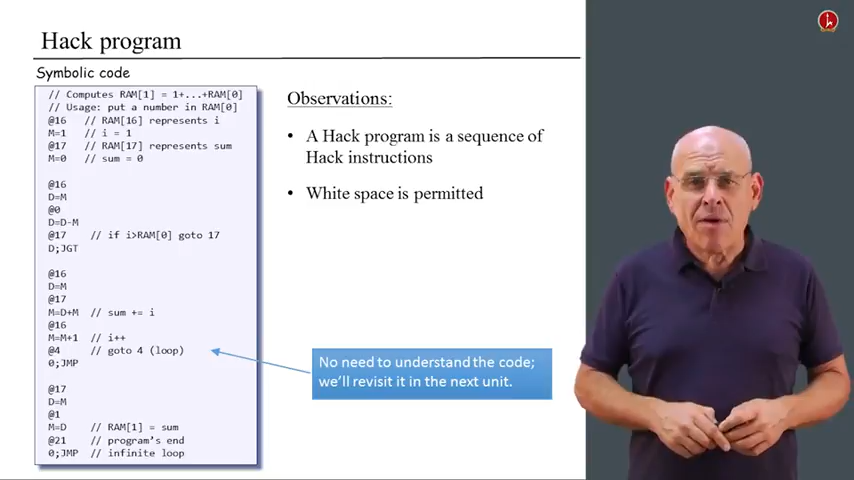 Hack program
Symbolic code
// Computes RAM[1] = 1+...+RAM[0]
// Usage: put a number in RAM[0]
@16 // RAM[16] represents i
M=1 // i = 1
@17 // RAM[17] represents sum
M=0 // sum = 0
@16
D=M
@0
D=D-M
@17 // if i>RAM[0] goto 17
D;JGT
@16
D=M
@17
M=D+M // sum += i
@16
M=M+1 // i++
@4 // goto 4 (loop)
0;JMP
@17
D=M
@1
M=D // RAM[1] = sum
@21 // program's end
0;JMP // infinite loop
Observations:
• A Hack program is a sequence of
Hack instructions
• White space is permitted
No need to understand the code;
we'll revisit it in the next unit.